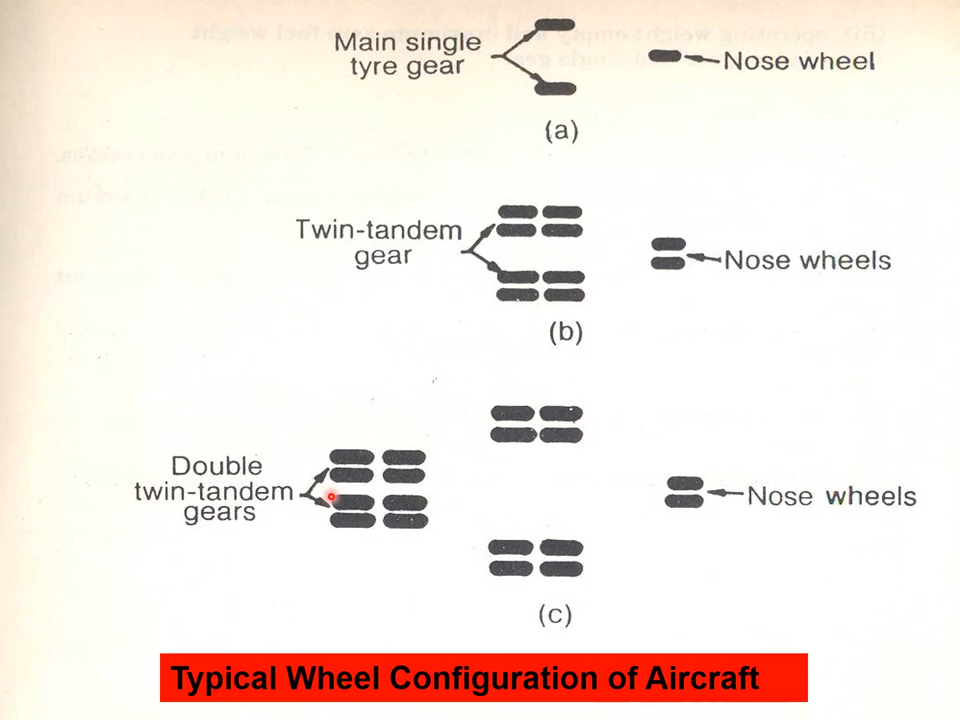 Main single
tyre gear
Nose wheel
(a)
Twin-tandem
gear
Nose wheels
(b)
Double
twin-tandem
gears
Nose wheels
(c)
Typical Wheel Configuration of Aircraft